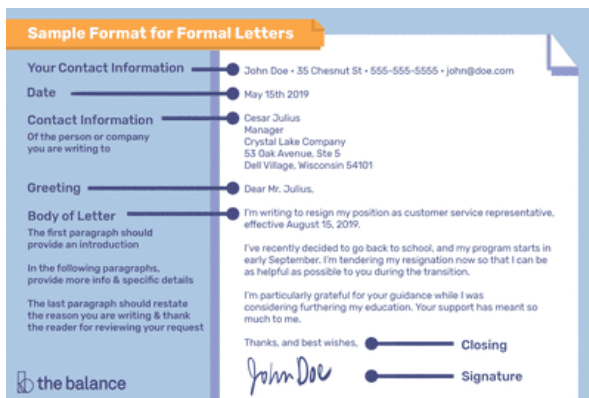 Sample Format for Formal Letters
Your Contact Information
John Doe • 35 Chesnut St • 555-555-5555 • john@doe.com
Date
May 15th 2019
Contact Information
Of the person or company
you are writing to
Cesar Julius
Manager
Crystal Lake Company
53 Oak Avenue, Ste 5
Dell Village, Wisconsin 54101
Greeting
Dear Mr. Julius,
Body of Letter
The first paragraph should
provide an introduction
In the following paragraphs,
provide more info & specific details
The last paragraph should restate
the reason you are writing & thank
the reader for reviewing your request
I'm writing to resign my position as customer service representative,
effective August 15, 2019.
I've recently decided to go back to school, and my program starts in
early September. I'm tendering my resignation now so that I can be
as helpful as possible to you during the transition.
I'm particularly grateful for your guidance while I was
considering furthering my education. Your support has meant so
much to me.
Thanks, and best wishes,
Closing
John Doe
Signature
the balance